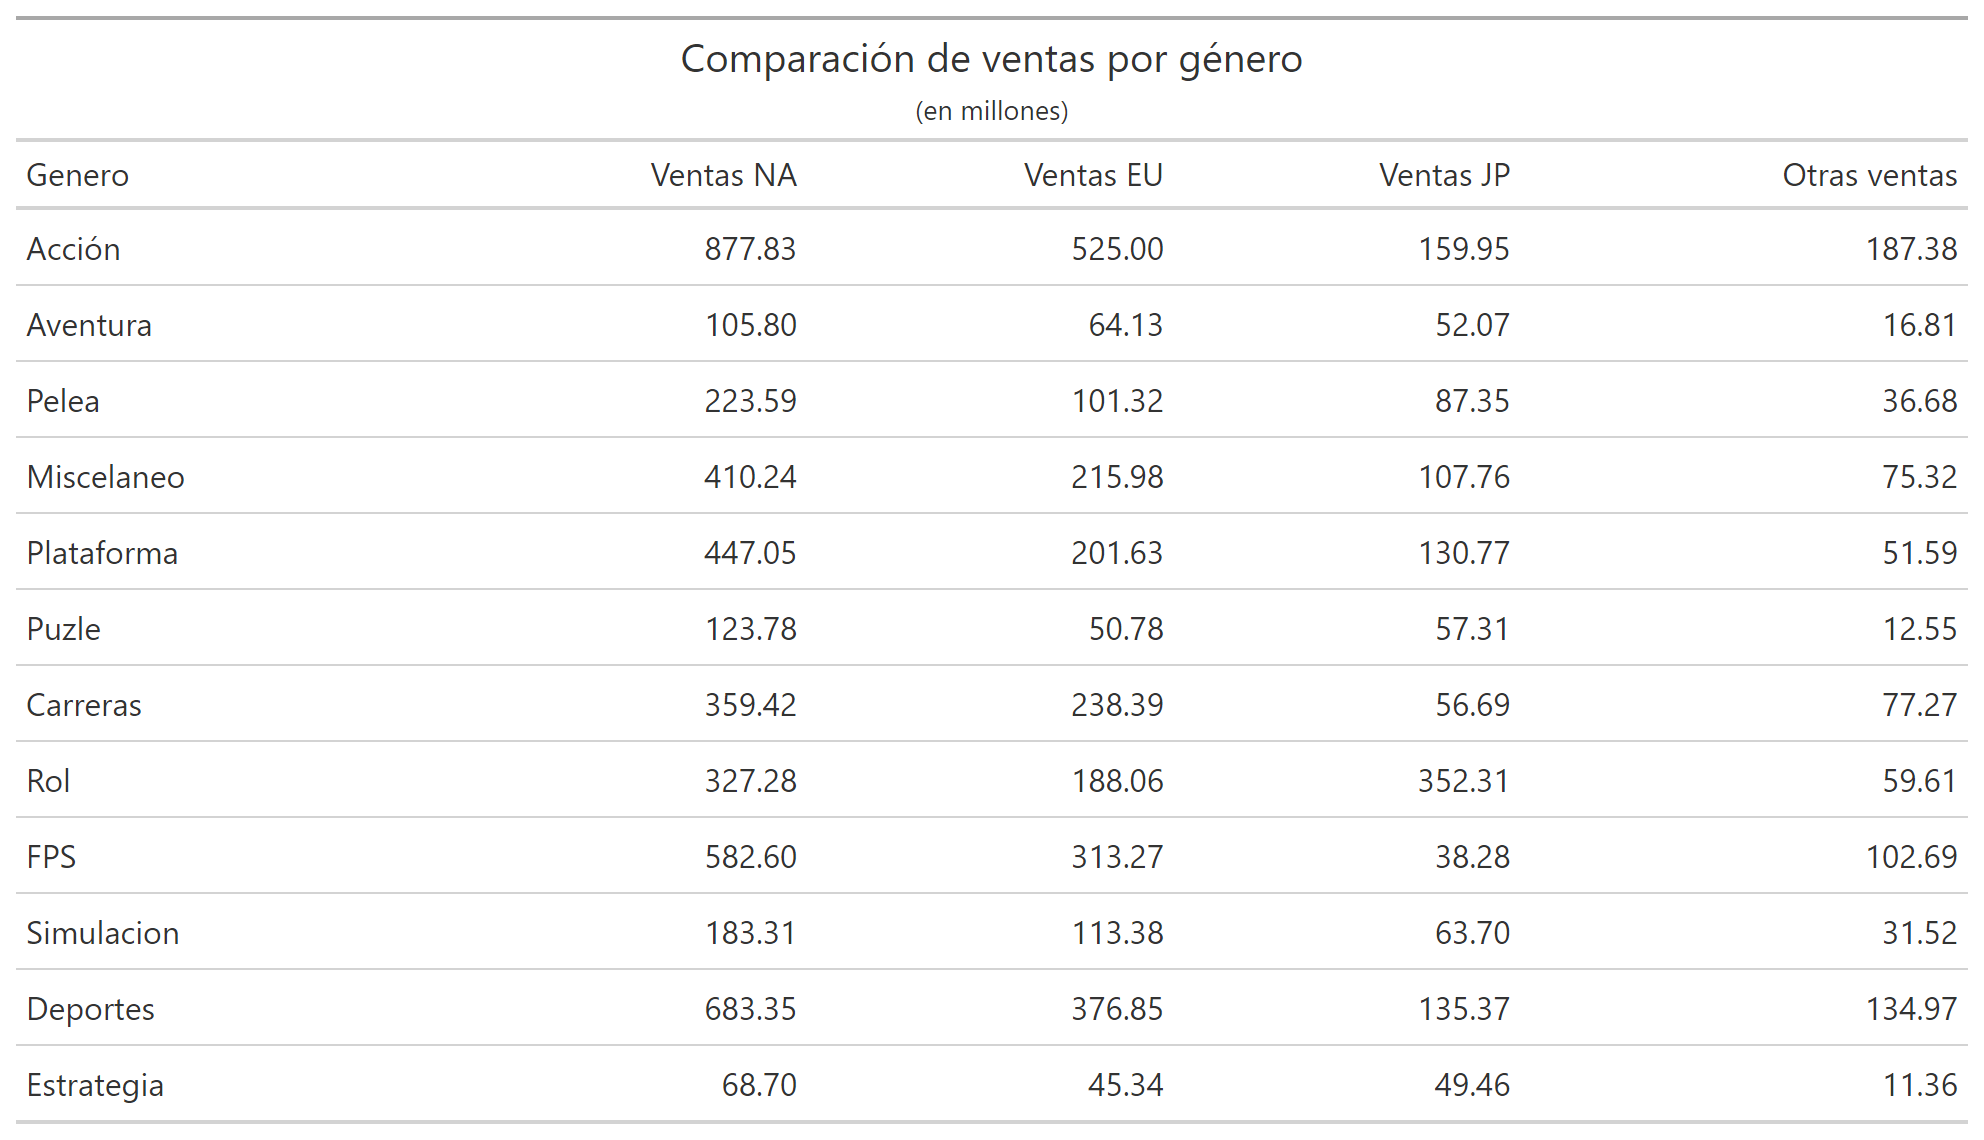 Comparación de ventas por género
(en millones)
Genero Ventas NA Ventas EU Ventas JP Otras ventas
Acción 877.83 525.00 159.95 187.38
Aventura 105.80 64.13 52.07 16.81
Pelea 223.59 101.32 87.35 36.68
Miscelaneo 410.24 215.98 107.76 75.32
Plataforma 447.05 201.63 130.77 51.59
Puzle 123.78 50.78 57.31 12.55
Carreras 359.42 238.39 56.69 77.27
Rol 327.28 188.06 352.31 59.61
FPS 582.60 313.27 38.28 102.69
Simulacion 183.31 113.38 63.70 31.52
Deportes 683.35 376.85 135.37 134.97
Estrategia 68.70 45.34 49.46 11.36